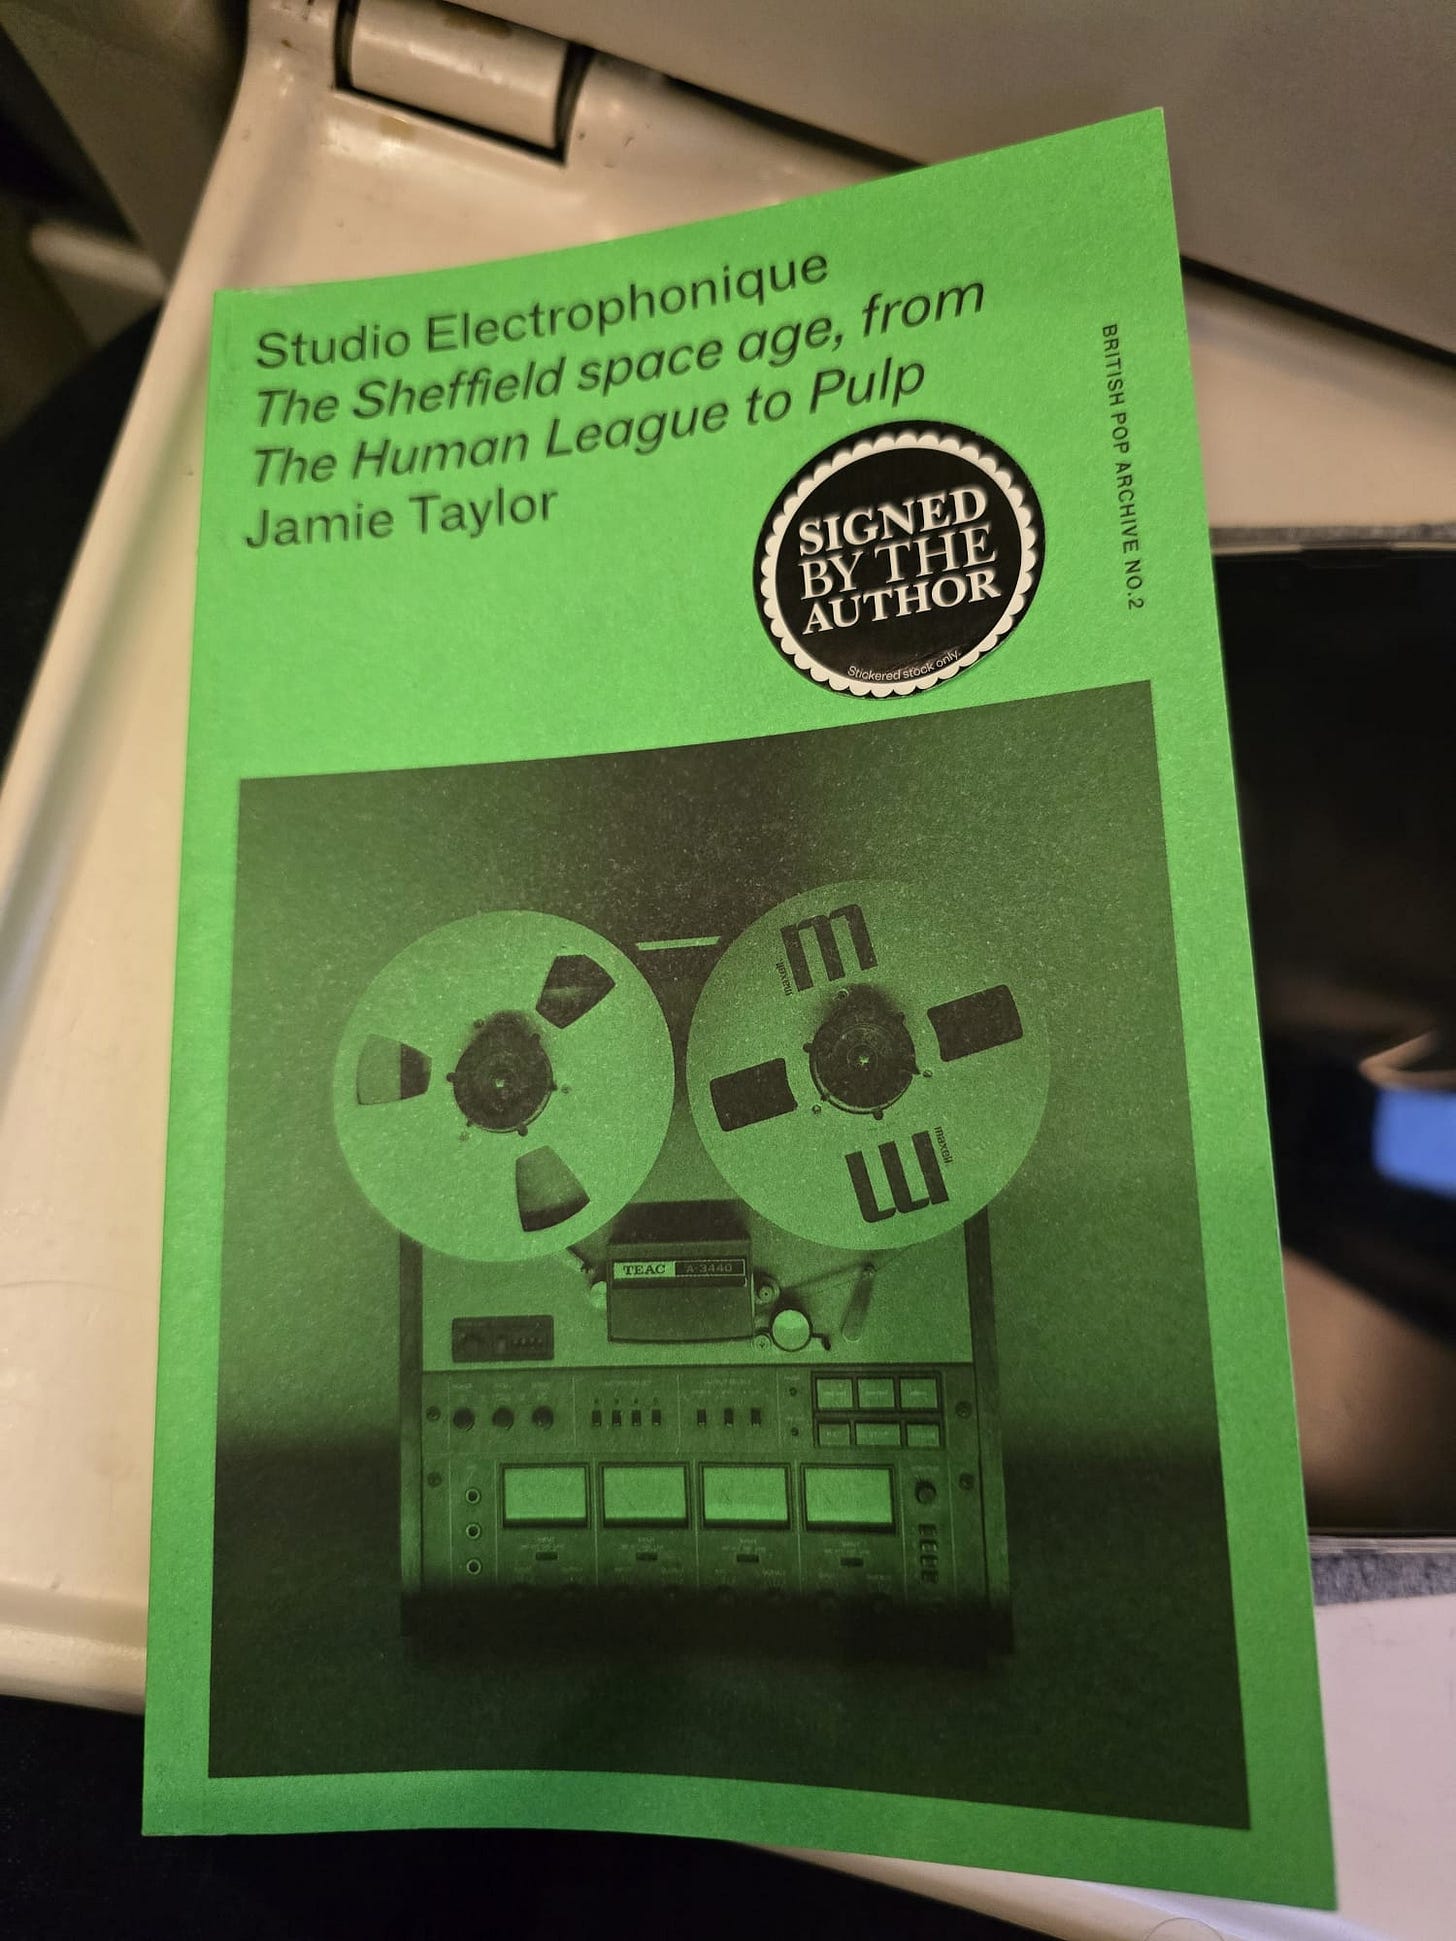 Studio Electrophonique
The Sheffield space age, from
The Human League to Pulp
Jamie Taylor
BRITISH POP ARCHIVE NO.2
SIGNED
BY THE
AUTHOR
Stickered stock only.
maxell
maxell
TEAC A-3440